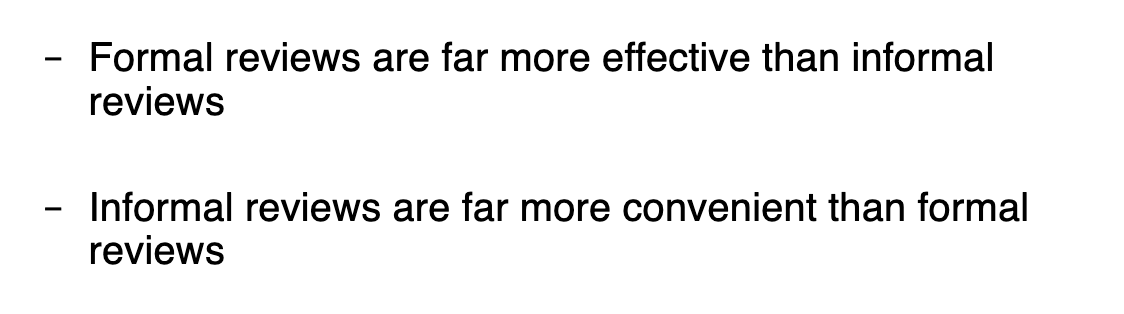 – Formal reviews are far more effective than informal
reviews
– Informal reviews are far more convenient than formal
reviews